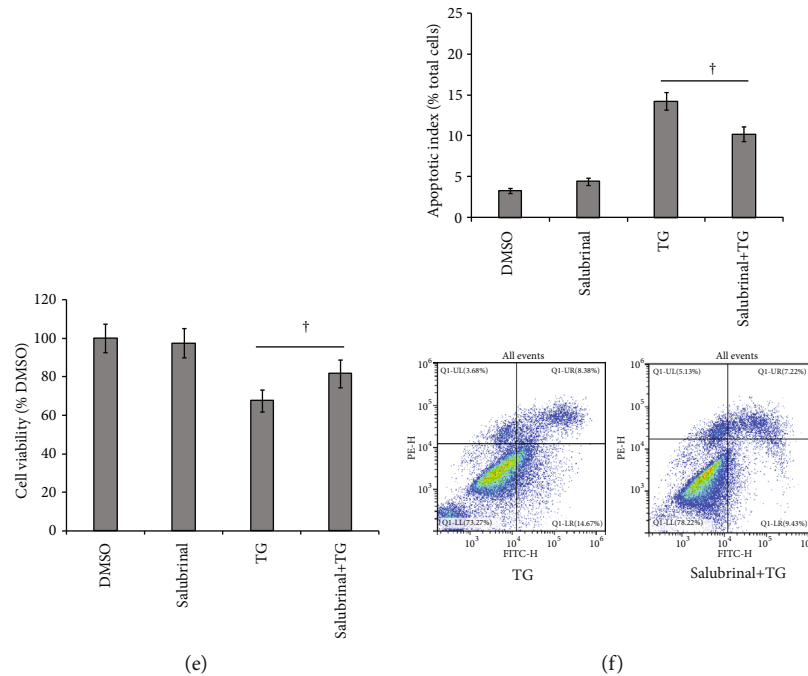 Apoptotic index (% total cells)
25
20
15
10
5
0
†
DMSO
Salubrinal
TG
Salubrinal+TG
Cell viability (% DMSO)
120
100
80
60
40
20
0
†
DMSO
Salubrinal
TG
Salubrinal+TG
(e)
All events
Q1-UL(3.68%) Q1-UR(8.38%)
Q1-LL(73.27%) Q1-LR(14.67%)
PE-H
10⁶
10⁵
10⁴
10³
10³ 10⁴ 10⁵ 10⁶
FITC-H
TG
All events
Q1-UL(5.13%) Q1-UR(7.22%)
Q1-LL(78.22%) Q1-LR(9.43%)
PE-H
10⁶
10⁵
10⁴
10³
10³ 10⁴ 10⁵
FITC-H
Salubrinal+TG
(f)